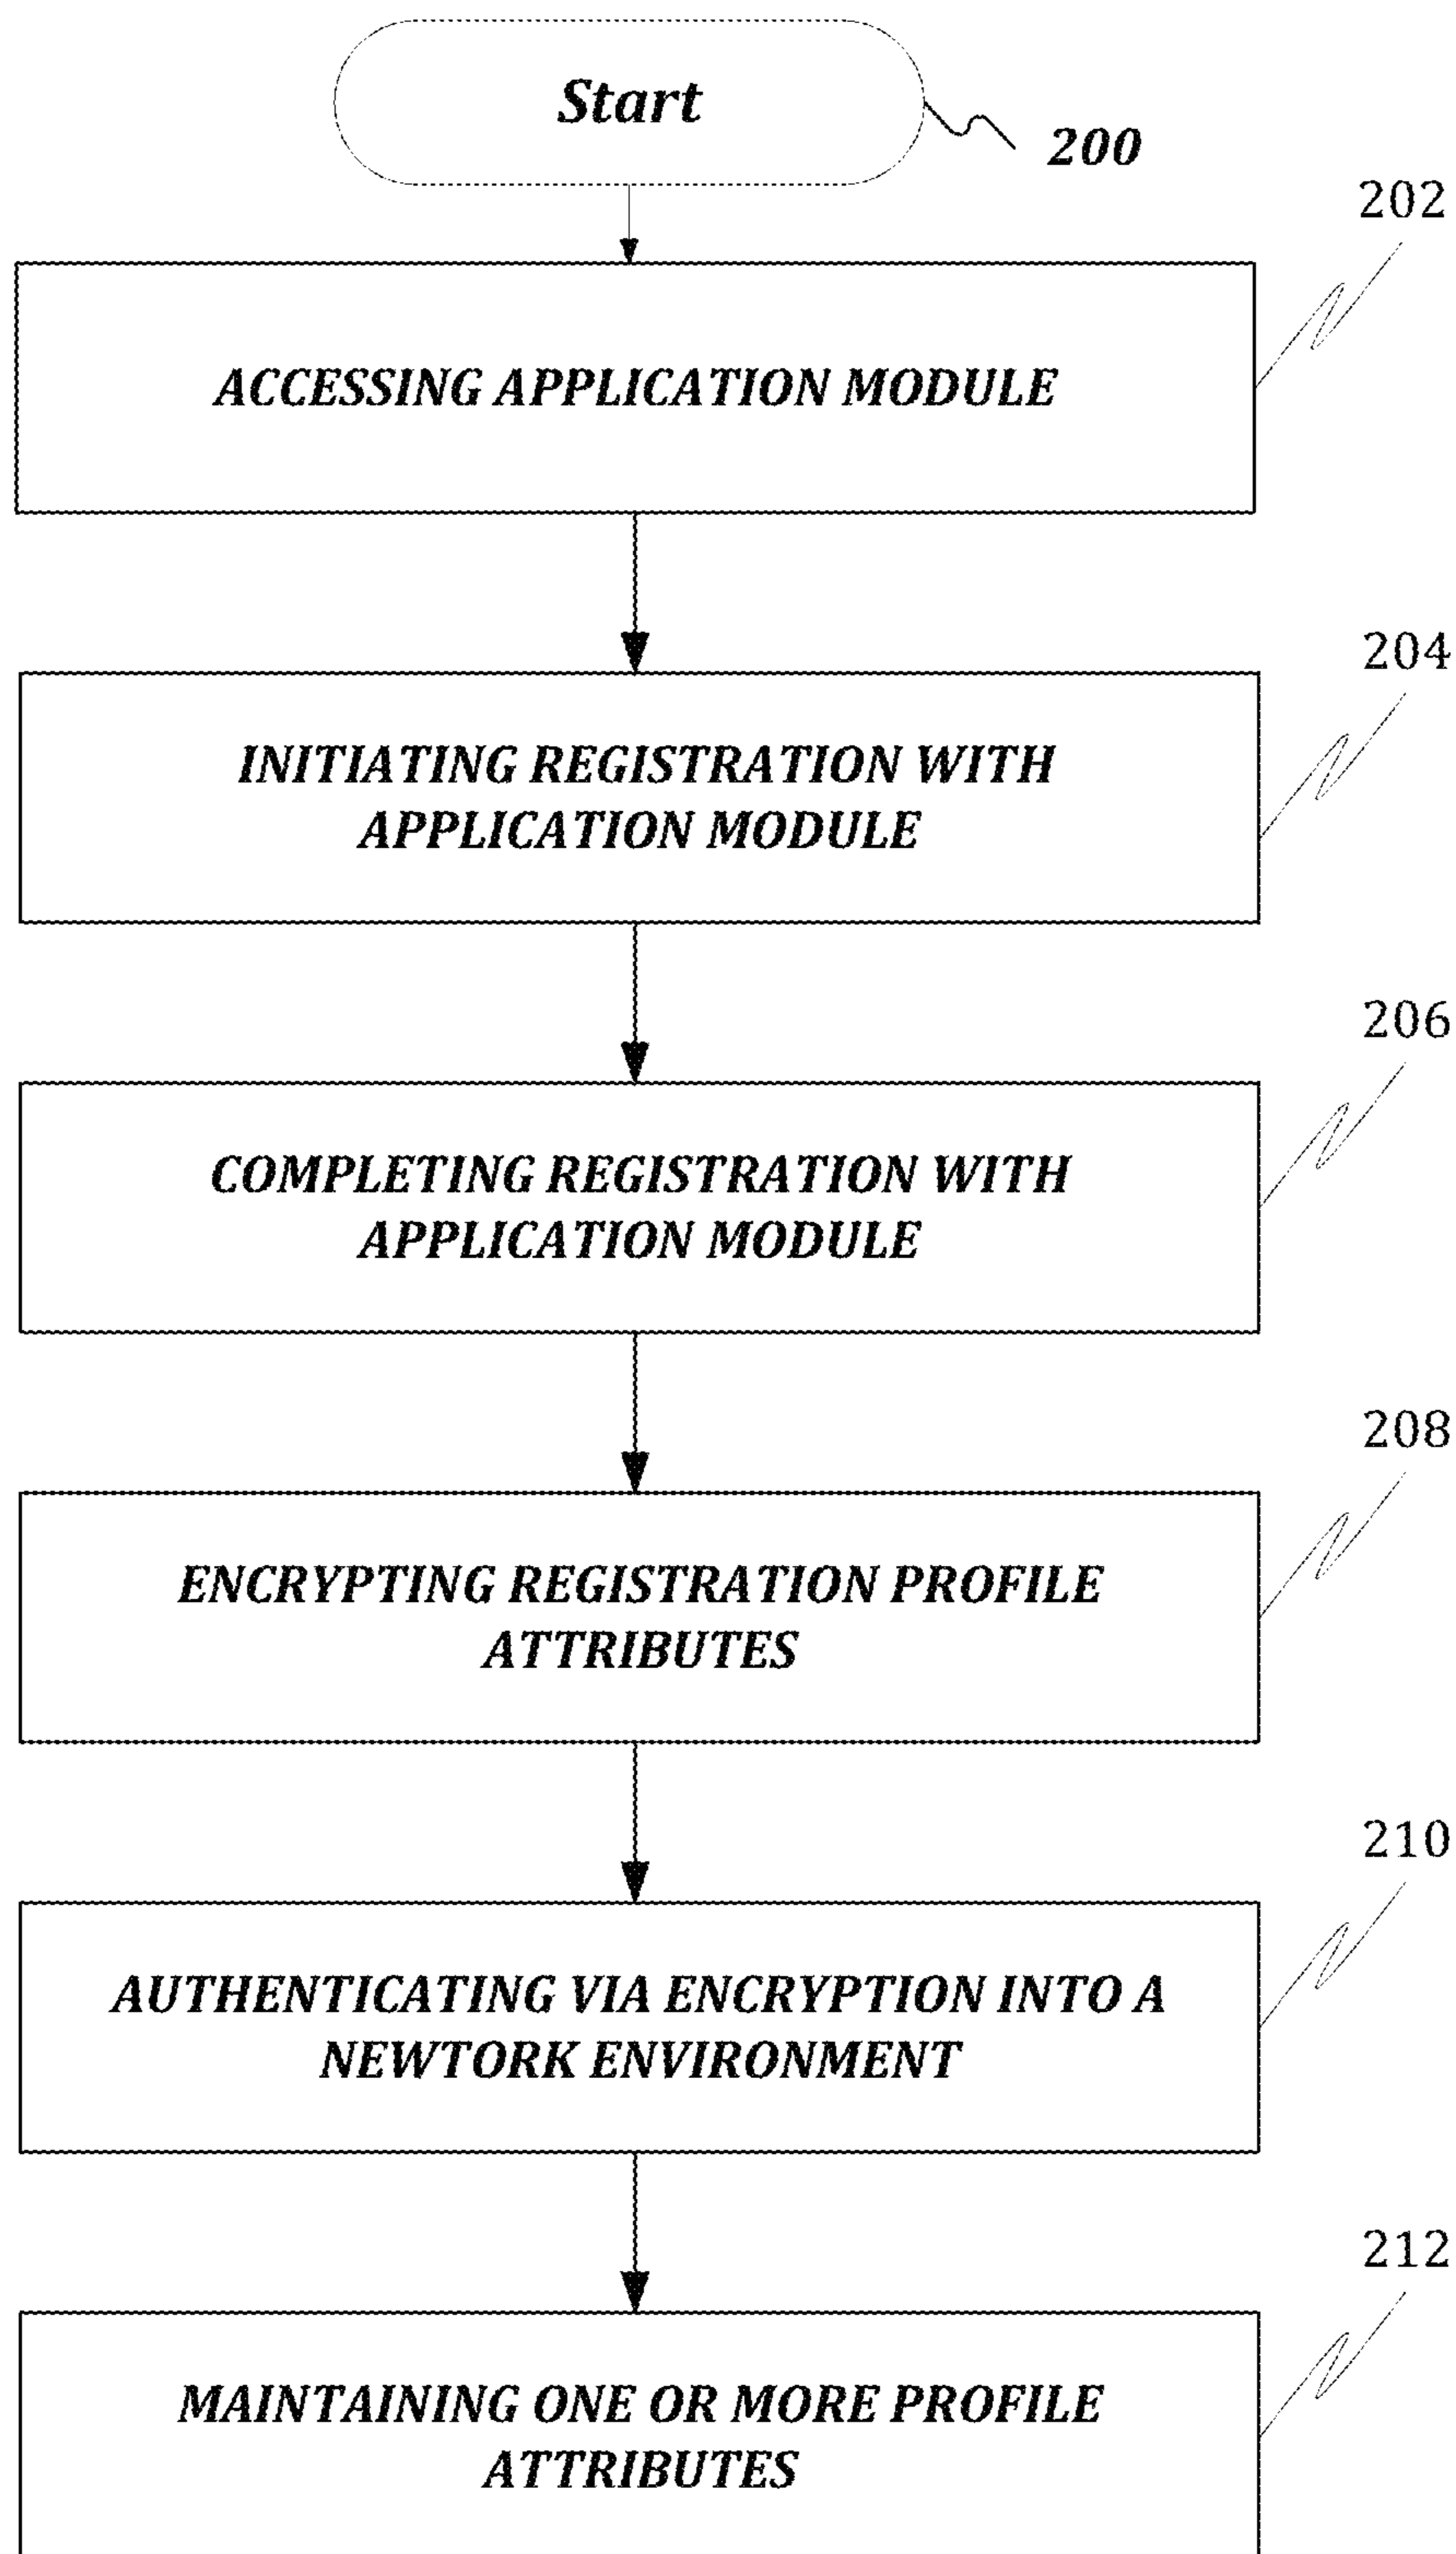 Start
200
202
ACCESSING APPLICATION MODULE
204
INITIATING REGISTRATION WITH
APPLICATION MODULE
206
COMPLETING REGISTRATION WITH
APPLICATION MODULE
208
ENCRYPTING REGISTRATION PROFILE
ATTRIBUTES
210
AUTHENTICATING VIA ENCRYPTION INTO A
NEWTORK ENVIRONMENT
212
MAINTAINING ONE OR MORE PROFILE
ATTRIBUTES